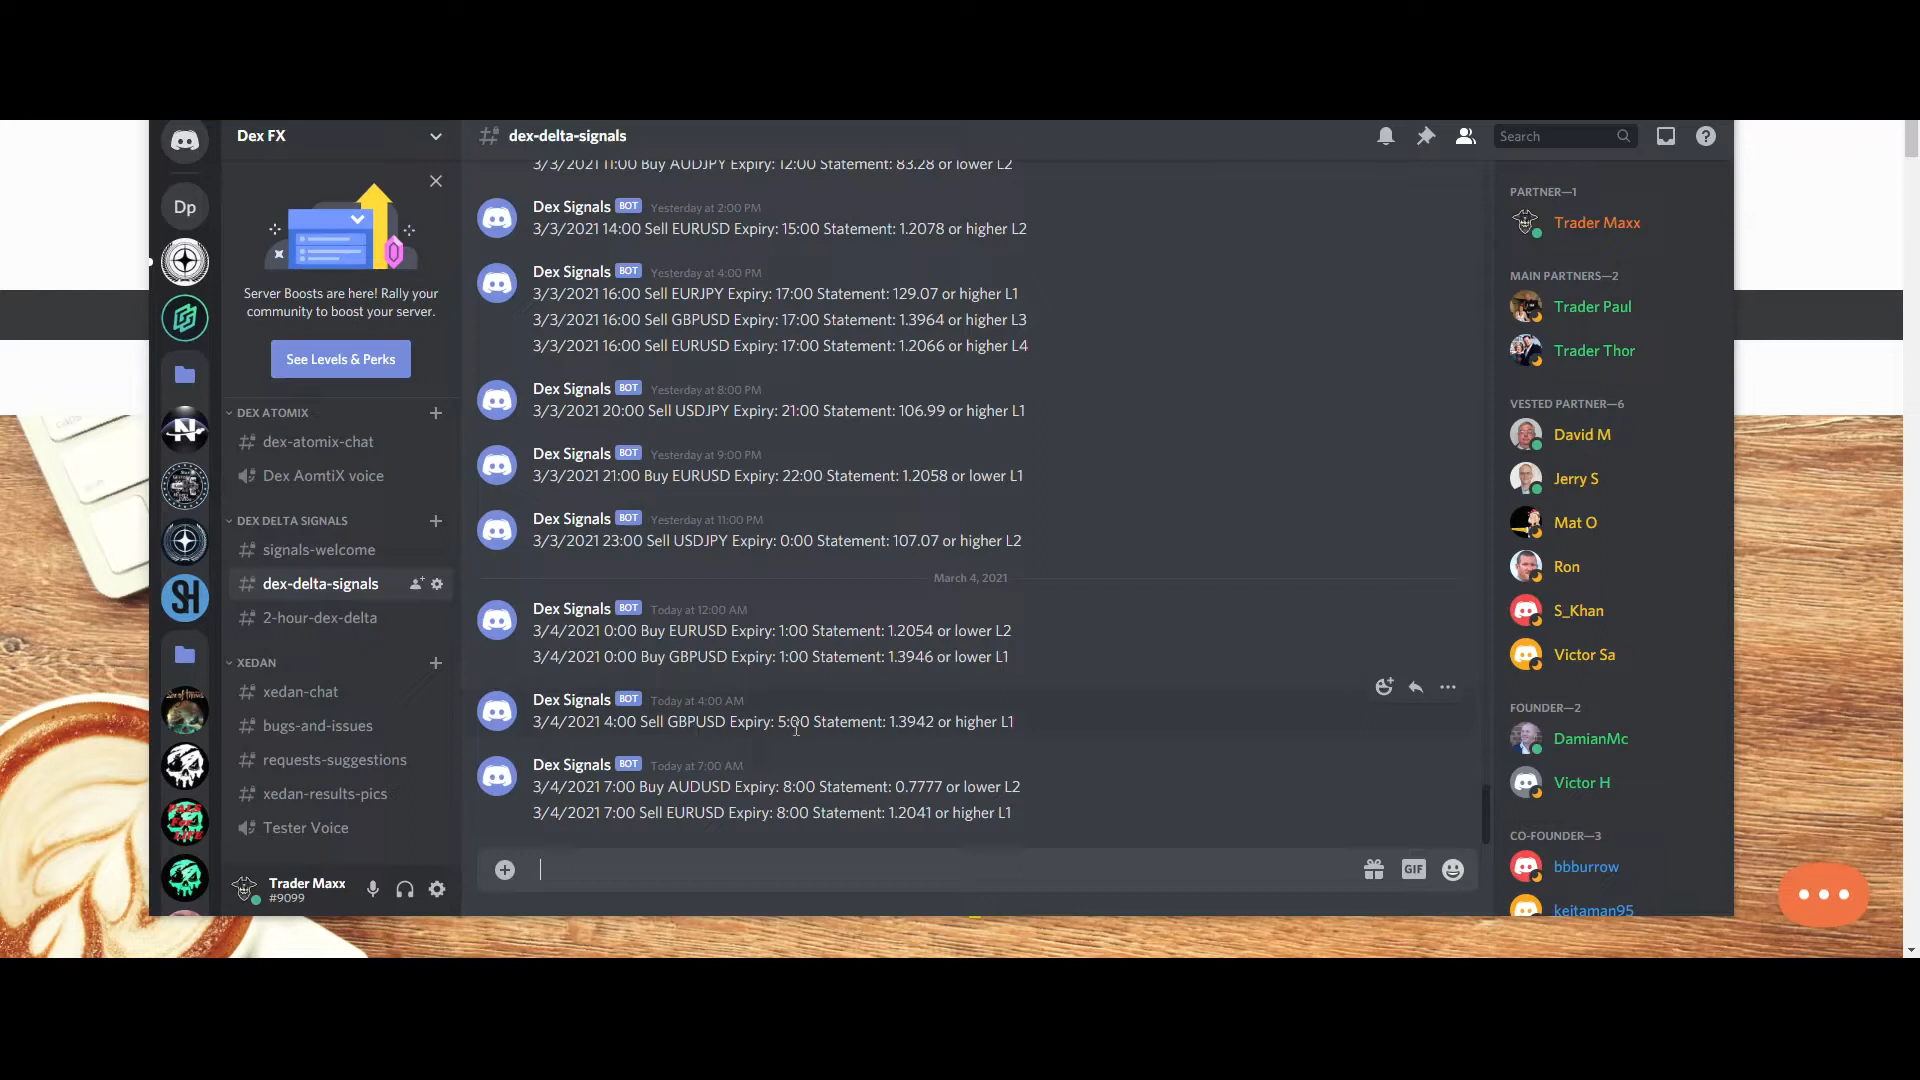 Dex FX
dex-delta-signals
Search
Dp
Server Boosts are here! Rally your
community to boost your server.
See Levels & Perks
DEX ATOMIX
dex-atomix-chat
Dex AomtiX voice
DEX DELTA SIGNALS
signals-welcome
dex-delta-signals
2-hour-dex-delta
XEDAN
xedan-chat
bugs-and-issues
requests-suggestions
xedan-results-pics
Tester Voice
Trader Maxx
#9099
3/3/2021 11:00 Buy AUDJPY Expiry: 12:00 Statement: 83.28 or lower L2
Dex Signals BOT Yesterday at 2:00 PM
3/3/2021 14:00 Sell EURUSD Expiry: 15:00 Statement: 1.2078 or higher L2
Dex Signals BOT Yesterday at 4:00 PM
3/3/2021 16:00 Sell EURJPY Expiry: 17:00 Statement: 129.07 or higher L1
3/3/2021 16:00 Sell GBPUSD Expiry: 17:00 Statement: 1.3964 or higher L3
3/3/2021 16:00 Sell EURUSD Expiry: 17:00 Statement: 1.2066 or higher L4
Dex Signals BOT Yesterday at 8:00 PM
3/3/2021 20:00 Sell USDJPY Expiry: 21:00 Statement: 106.99 or higher L1
Dex Signals BOT Yesterday at 9:00 PM
3/3/2021 21:00 Buy EURUSD Expiry: 22:00 Statement: 1.2058 or lower L1
Dex Signals BOT Yesterday at 11:00 PM
3/3/2021 23:00 Sell USDJPY Expiry: 0:00 Statement: 107.07 or higher L2
March 4, 2021
Dex Signals BOT Today at 12:00 AM
3/4/2021 0:00 Buy EURUSD Expiry: 1:00 Statement: 1.2054 or lower L2
3/4/2021 0:00 Buy GBPUSD Expiry: 1:00 Statement: 1.3946 or lower L1
Dex Signals BOT Today at 4:00 AM
3/4/2021 4:00 Sell GBPUSD Expiry: 5:00 Statement: 1.3942 or higher L1
Dex Signals BOT Today at 7:00 AM
3/4/2021 7:00 Buy AUDUSD Expiry: 8:00 Statement: 0.7777 or lower L2
3/4/2021 7:00 Sell EURUSD Expiry: 8:00 Statement: 1.2041 or higher L1
GIF
PARTNER—1
Trader Maxx
MAIN PARTNERS—2
Trader Paul
Trader Thor
VESTED PARTNER—6
David M
Jerry S
Mat O
Ron
S_Khan
Victor Sa
FOUNDER—2
DamianMc
Victor H
CO-FOUNDER—3
bbburrow
keitaman95
N
SH